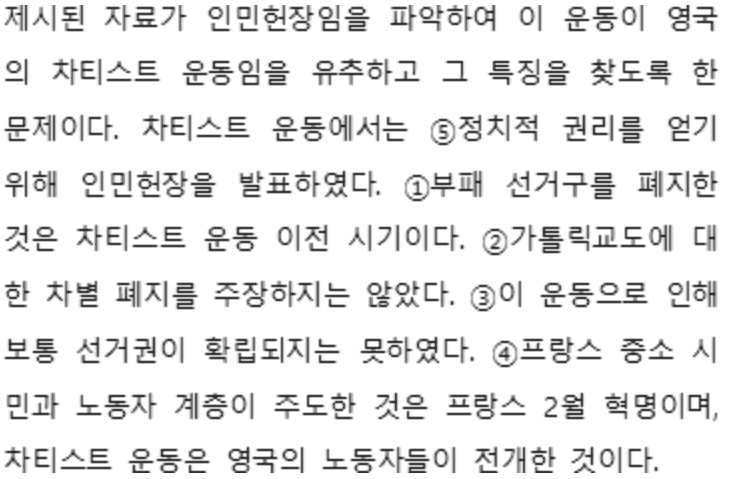 제시된 자료가 인민헌장임을 파악하여 이 운동이 영국
의 차티스트 운동임을 유추하고 그 특징을 찾도록 한
문제이다. 차티스트 운동에서는 ⑤정치적 권리를 얻기
위해 인민헌장을 발표하였다. ①부패 선거구를 폐지한
것은 차티스트 운동 이전 시기이다. ②가톨릭교도에 대
한 차별 폐지를 주장하지는 않았다. ③이 운동으로 인해
보통 선거권이 확립되지는 못하였다. ④프랑스 중소 시
민과 노동자 계층이 주도한 것은 프랑스 2월 혁명이며,
차티스트 운동은 영국의 노동자들이 전개한 것이다.